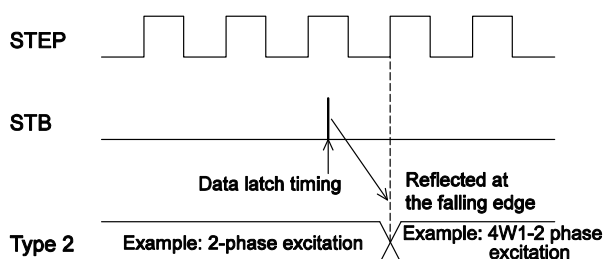 STEP
STB
Data latch timing
Reflected at
the falling edge
Type 2
Example: 2-phase excitation
Example: 4W1-2 phase
excitation